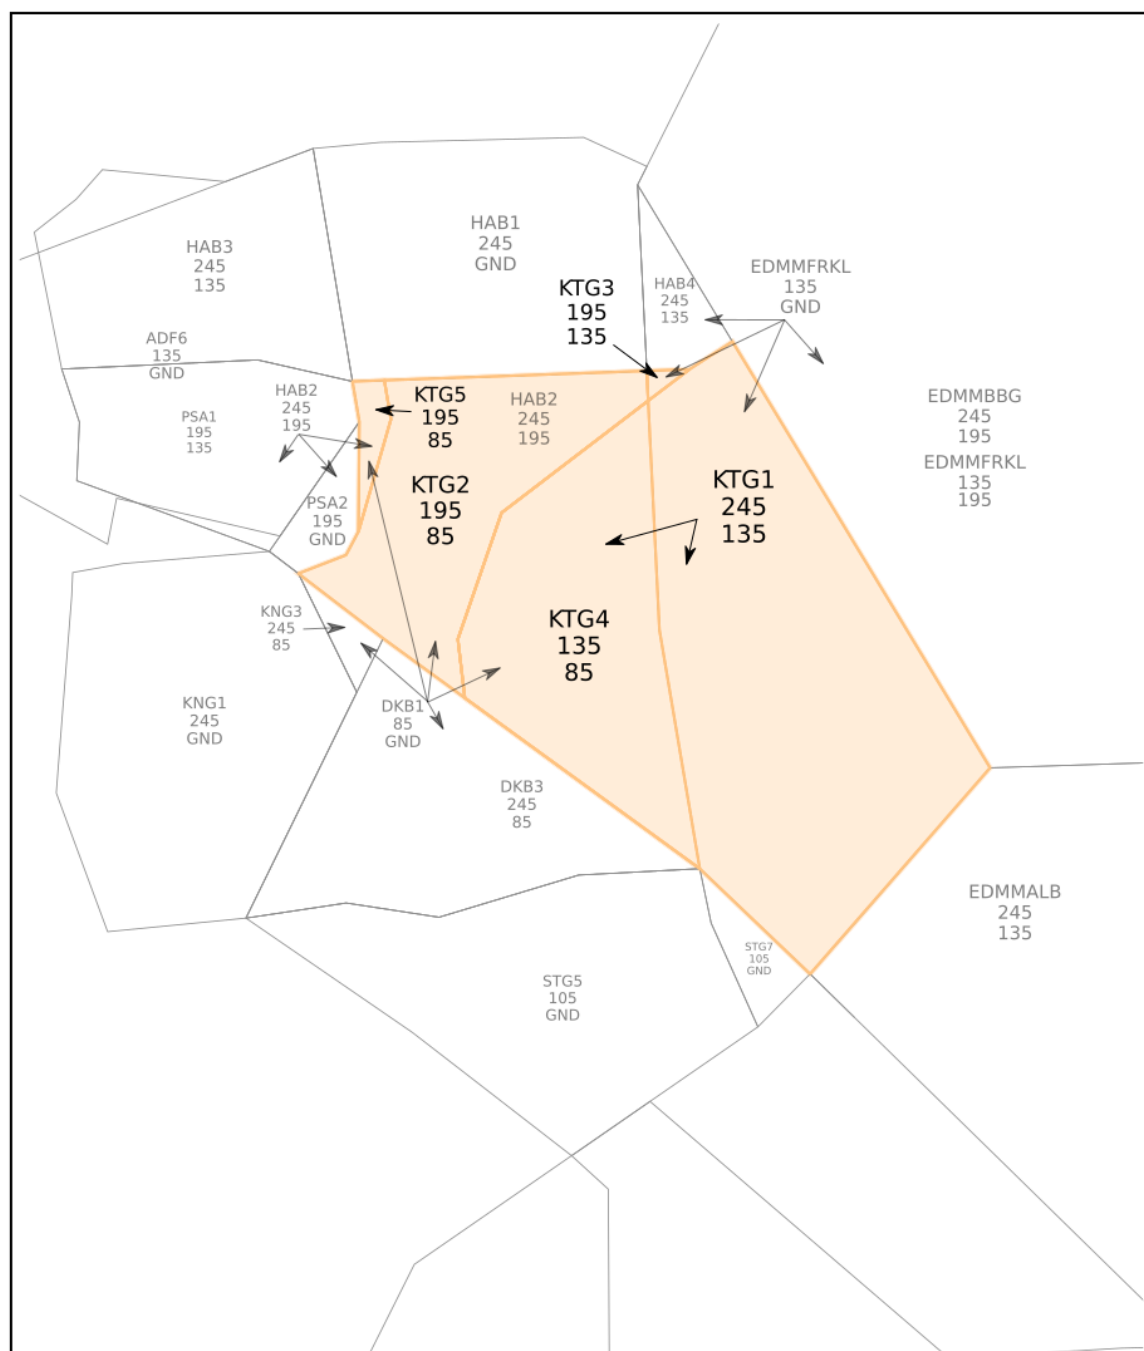 HAB1
245
GND
HAB3
245
135
EDMMFRKL
135
GND
HAB4
245
135
KTG3
195
135
ADF6
135
GND
HAB2
245
195
KTG5
195
85
HAB2
245
195
EDMMBBG
245
195
EDMMFRKL
135
195
PSA1
195
135
KTG2
195
85
KTG1
245
135
PSA2
195
GND
KNG3
245
85
KTG4
135
85
KNG1
245
GND
DKB1
85
GND
DKB3
245
85
EDMMALB
245
135
STG7
105
GND
STG5
105
GND